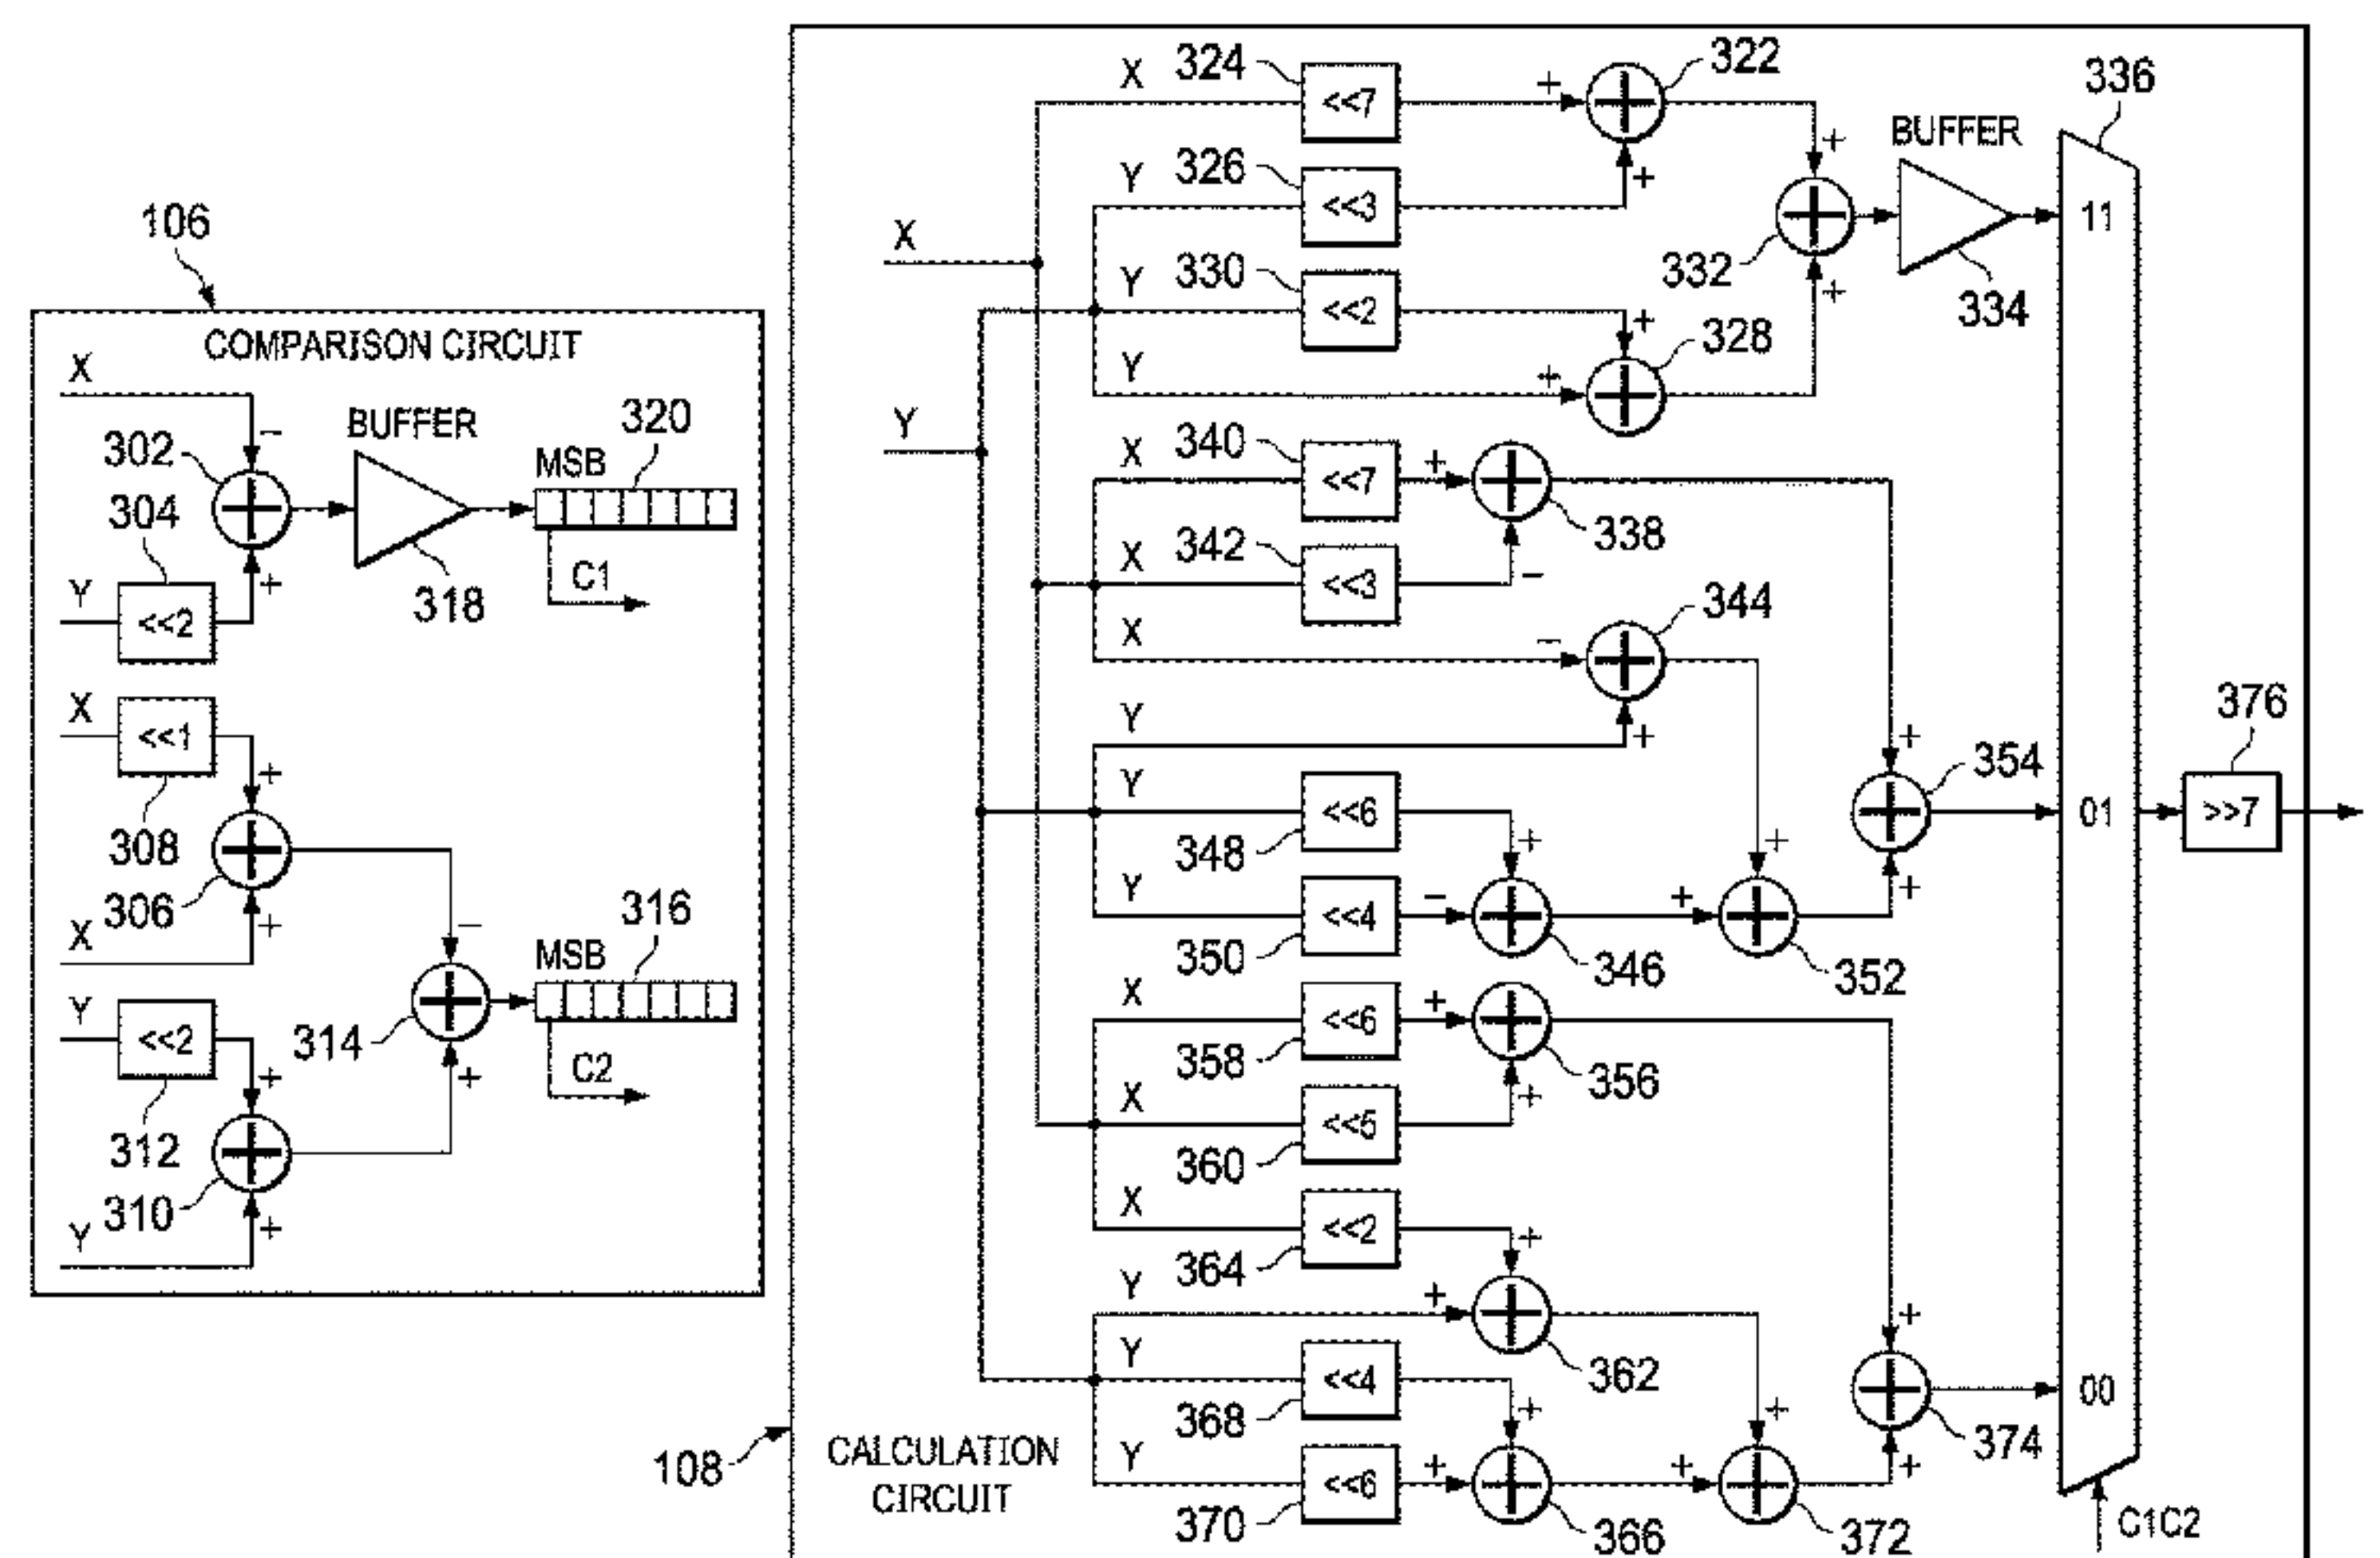 106
COMPARISON CIRCUIT
X
302
−
+
BUFFER
318
MSB
320
C1
304
Y
<<2
X
<<1
308
+
306
X
+
−
314
MSB
316
C2
Y
<<2
312
+
310
Y
+
+
108
CALCULATION
CIRCUIT
X
Y
X
324
<<7
+
322
Y
326
<<3
+
Y
330
<<2
+
328
Y
+
+
332
+
BUFFER
334
336
11
X
340
<<7
+
338
X
342
<<3
−
X
−
344
Y
+
Y
<<6
348
+
Y
<<4
350
−
346
+
+
352
+
354
+
01
X
<<6
358
+
356
X
<<5
360
+
X
<<2
364
+
Y
+
362
Y
<<4
368
+
Y
<<6
370
+
366
+
+
372
+
374
+
00
C1C2
376
>>7